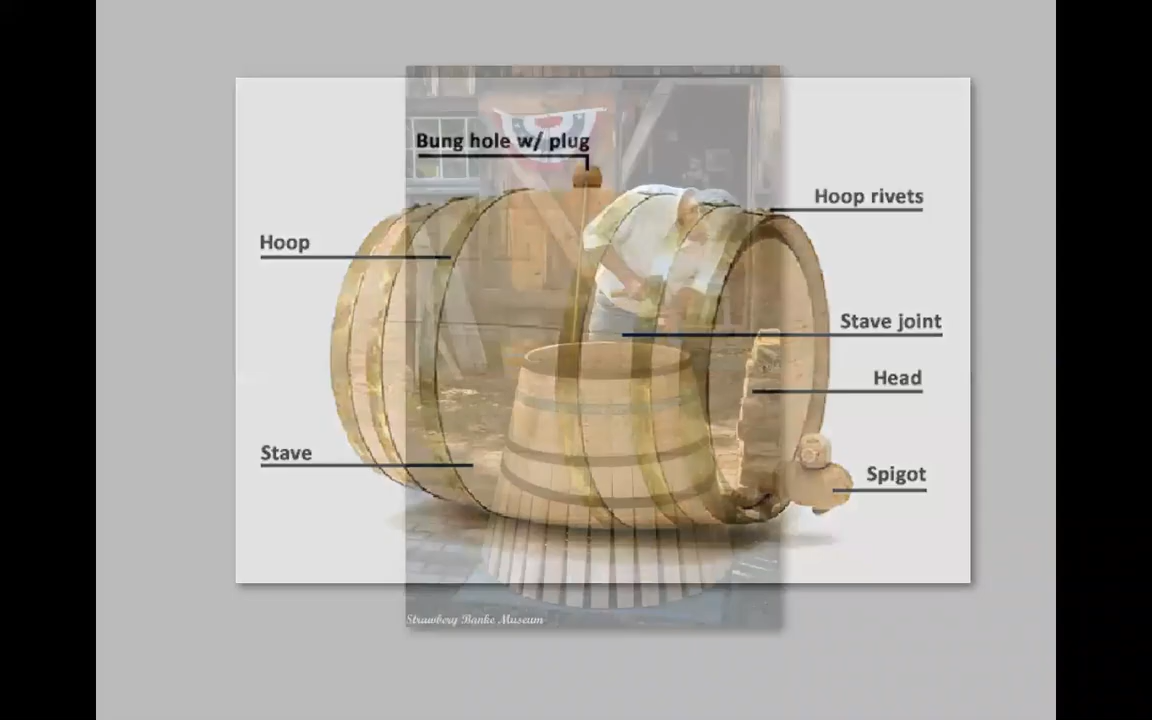 Bung hole w/ plug
Hoop rivets
Hoop
Stave joint
Head
Stave
Spigot
Strawbery Banke Museum